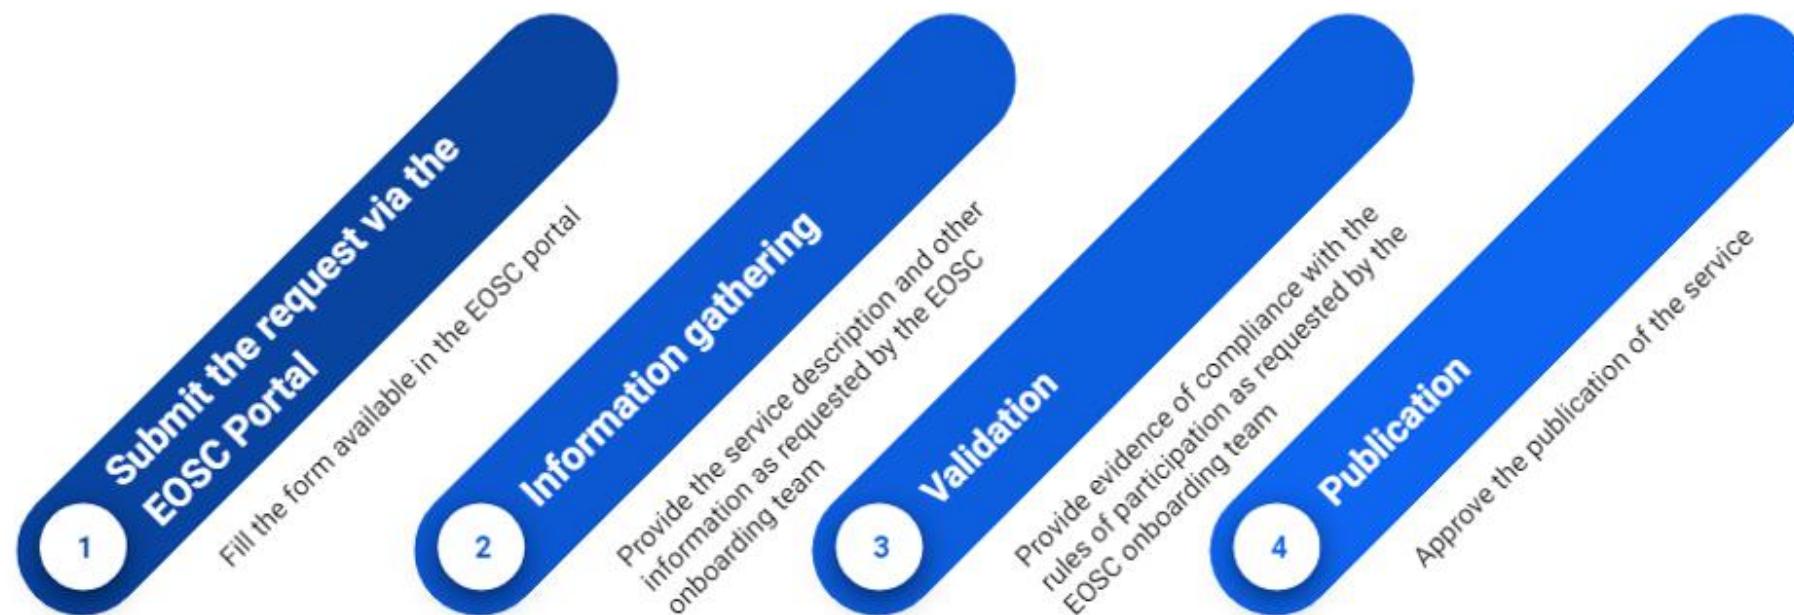 1
Submit the request via the
EOSC Portal
Fill the form available in the EOSC portal
2
Information gathering
Provide the service description and other
information as requested by the EOSC
onboarding team
3
Validation
Provide evidence of compliance with the
rules of participation as requested by the
EOSC onboarding team
4
Publication
Approve the publication of the service